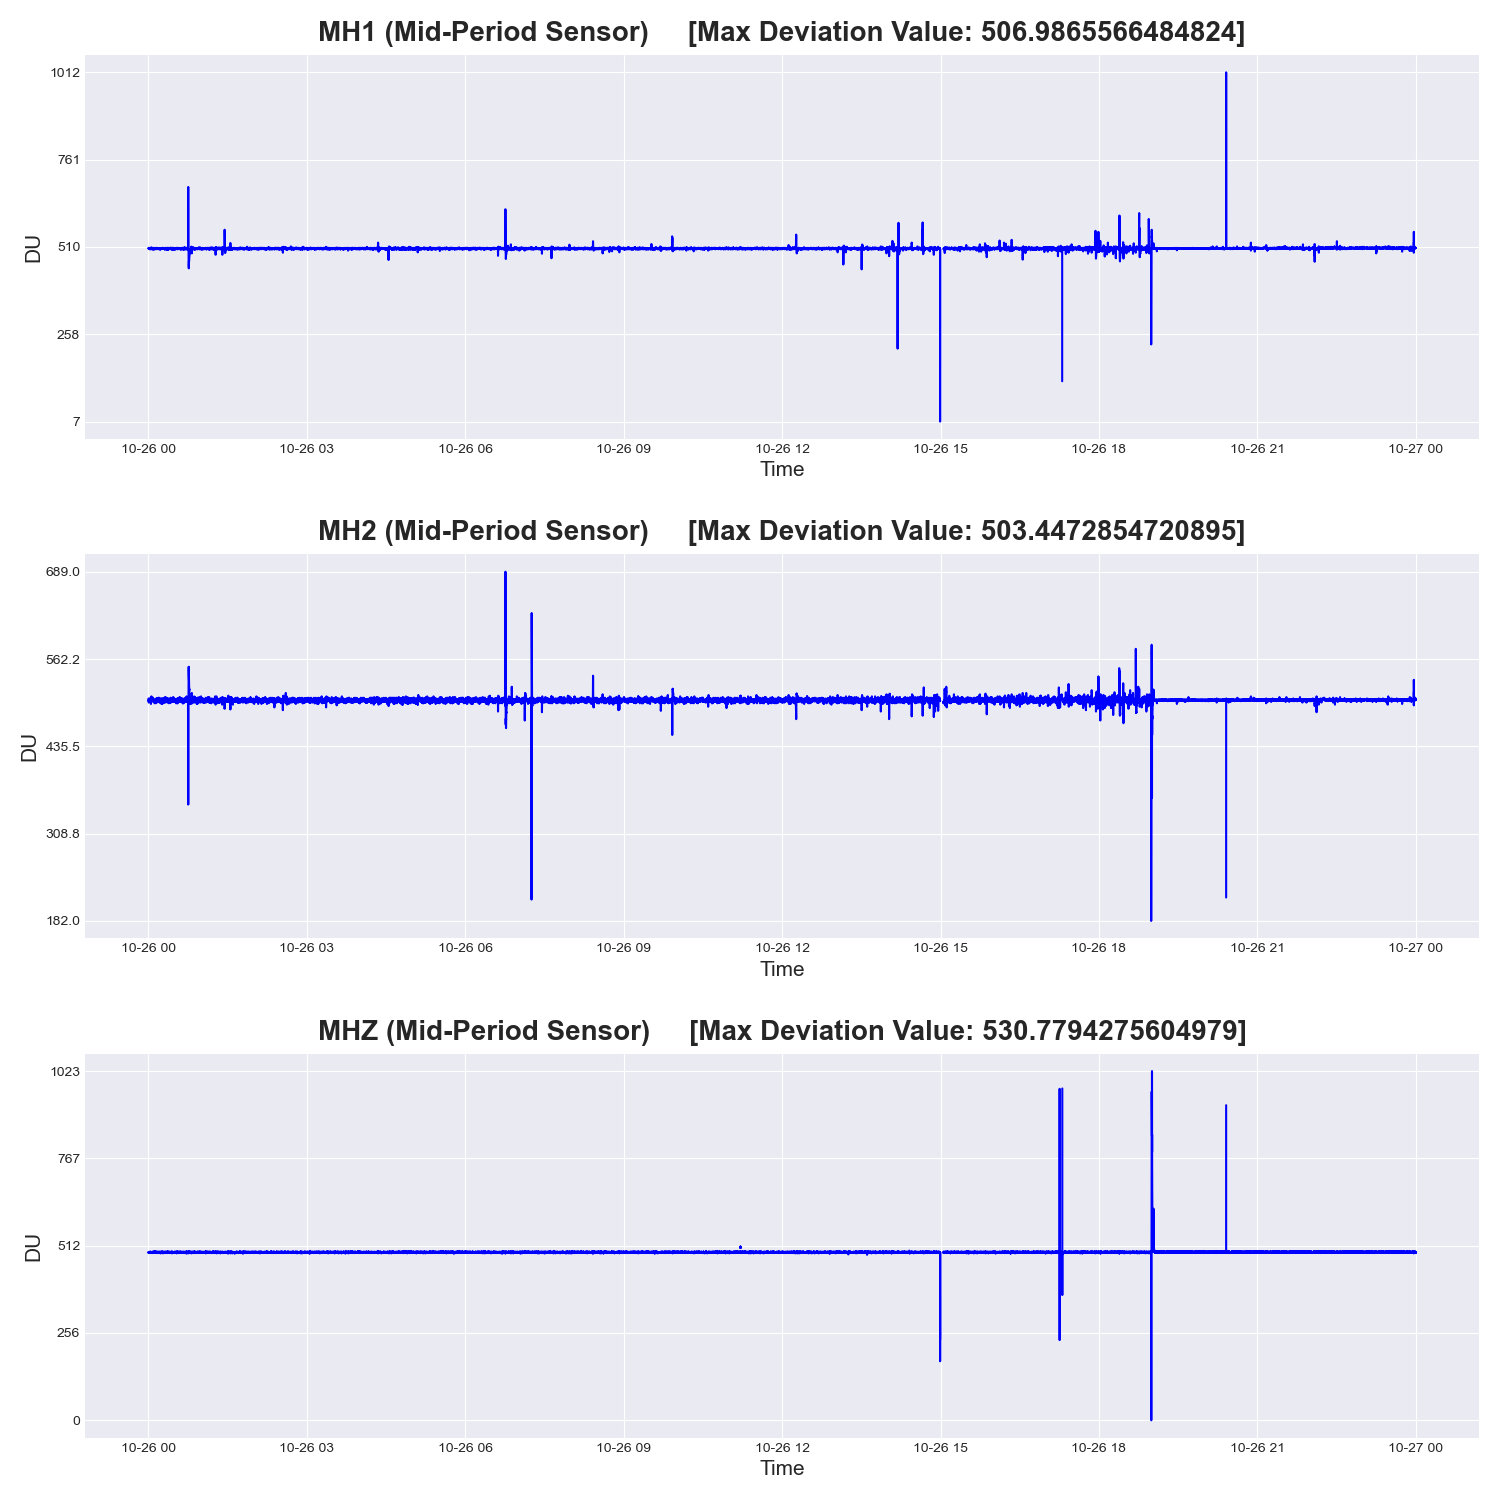 MH1 (Mid-Period Sensor) [Max Deviation Value: 506.9865566484824]
1012
761
510
258
7
DU
10-26 00 10-26 03 10-26 06 10-26 09 10-26 12 10-26 15 10-26 18 10-26 21 10-27 00
Time
MH2 (Mid-Period Sensor) [Max Deviation Value: 503.4472854720895]
689.0
562.2
435.5
308.8
182.0
DU
10-26 00 10-26 03 10-26 06 10-26 09 10-26 12 10-26 15 10-26 18 10-26 21 10-27 00
Time
MHZ (Mid-Period Sensor) [Max Deviation Value: 530.7794275604979]
1023
767
512
256
0
DU
10-26 00 10-26 03 10-26 06 10-26 09 10-26 12 10-26 15 10-26 18 10-26 21 10-27 00
Time